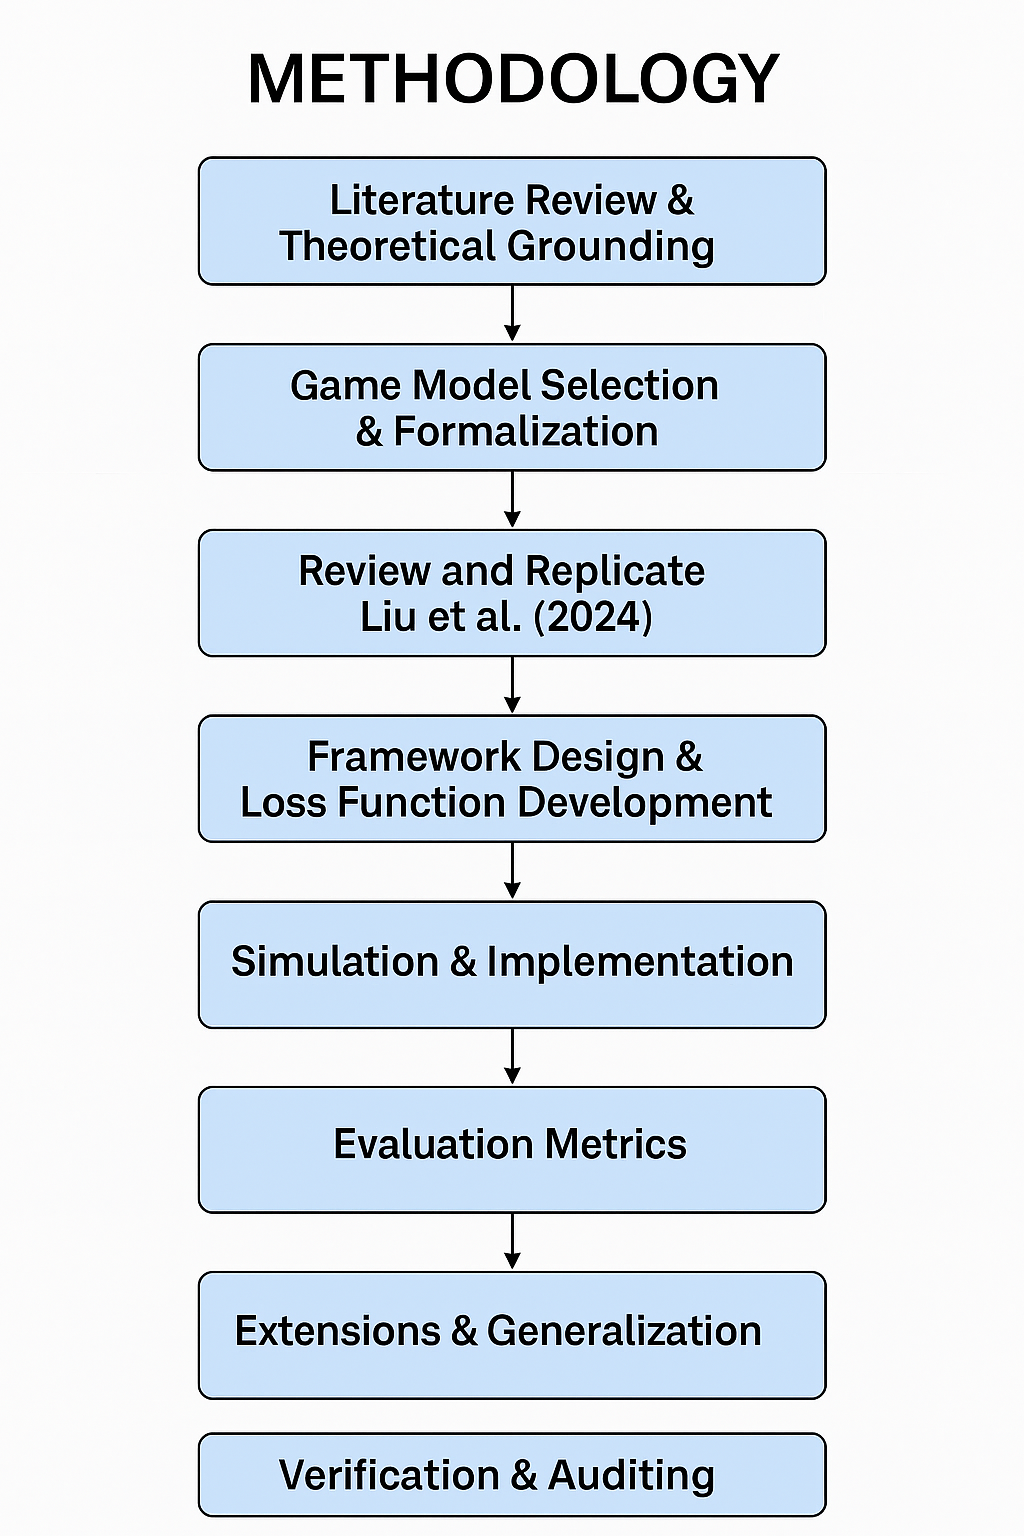 METHODOLOGY
Literature Review &
Theoretical Grounding
Game Model Selection
& Formalization
Review and Replicate
Liu et al. (2024)
Framework Design &
Loss Function Development
Simulation & Implementation
Evaluation Metrics
Extensions & Generalization
Verification & Auditing